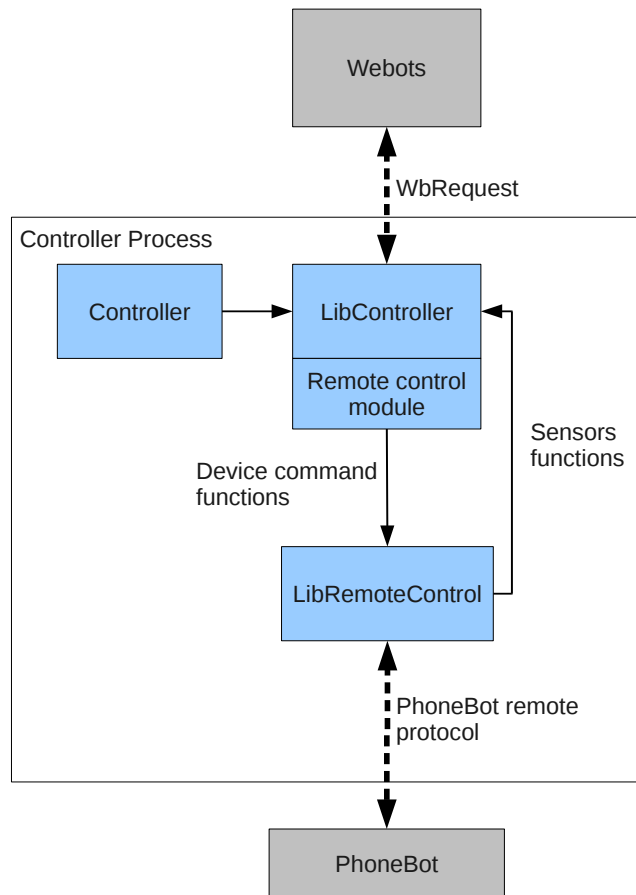 Webots
WbRequest
Controller Process
Controller
LibController
Remote control
module
Sensors
functions
Device command
functions
LibRemoteControl
PhoneBot remote
protocol
PhoneBot